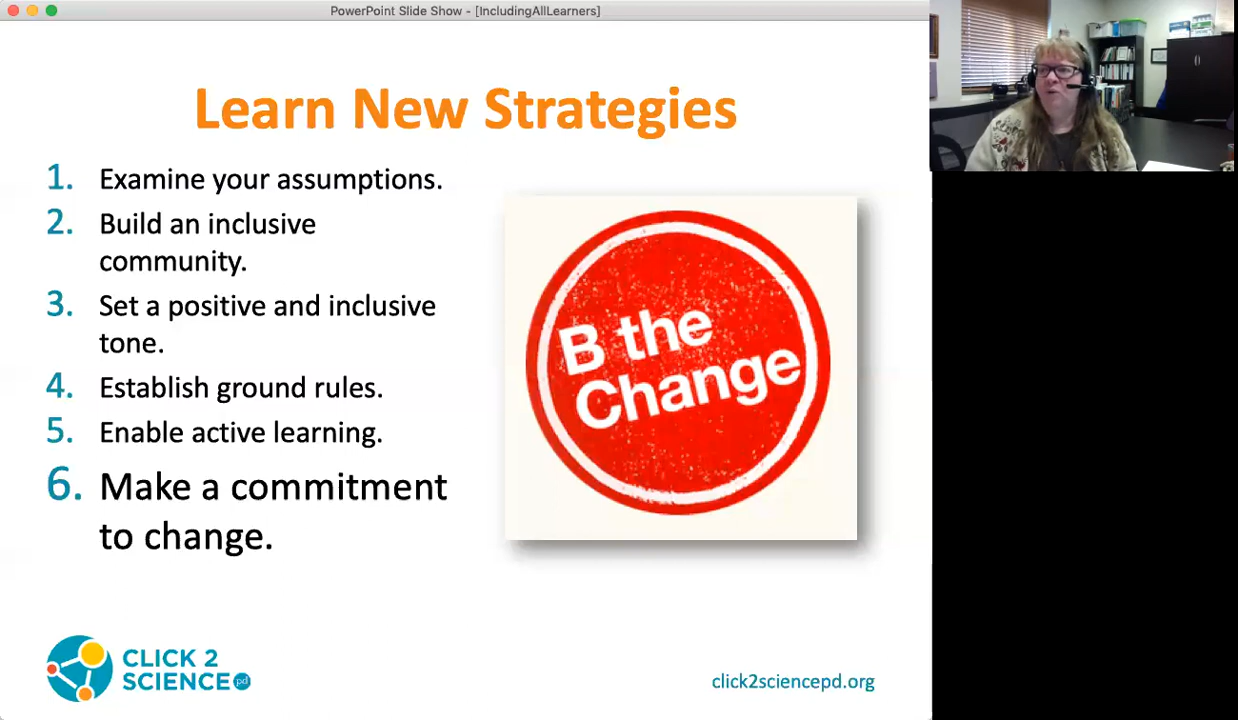 PowerPoint Slide Show - [IncludingAllLearners]
Learn New Strategies
1. Examine your assumptions.
2. Build an inclusive
community.
3. Set a positive and inclusive
tone.
4. Establish ground rules.
5. Enable active learning.
6. Make a commitment
to change.
B the
Change
CLICK 2
SCIENCE pd
click2sciencepd.org